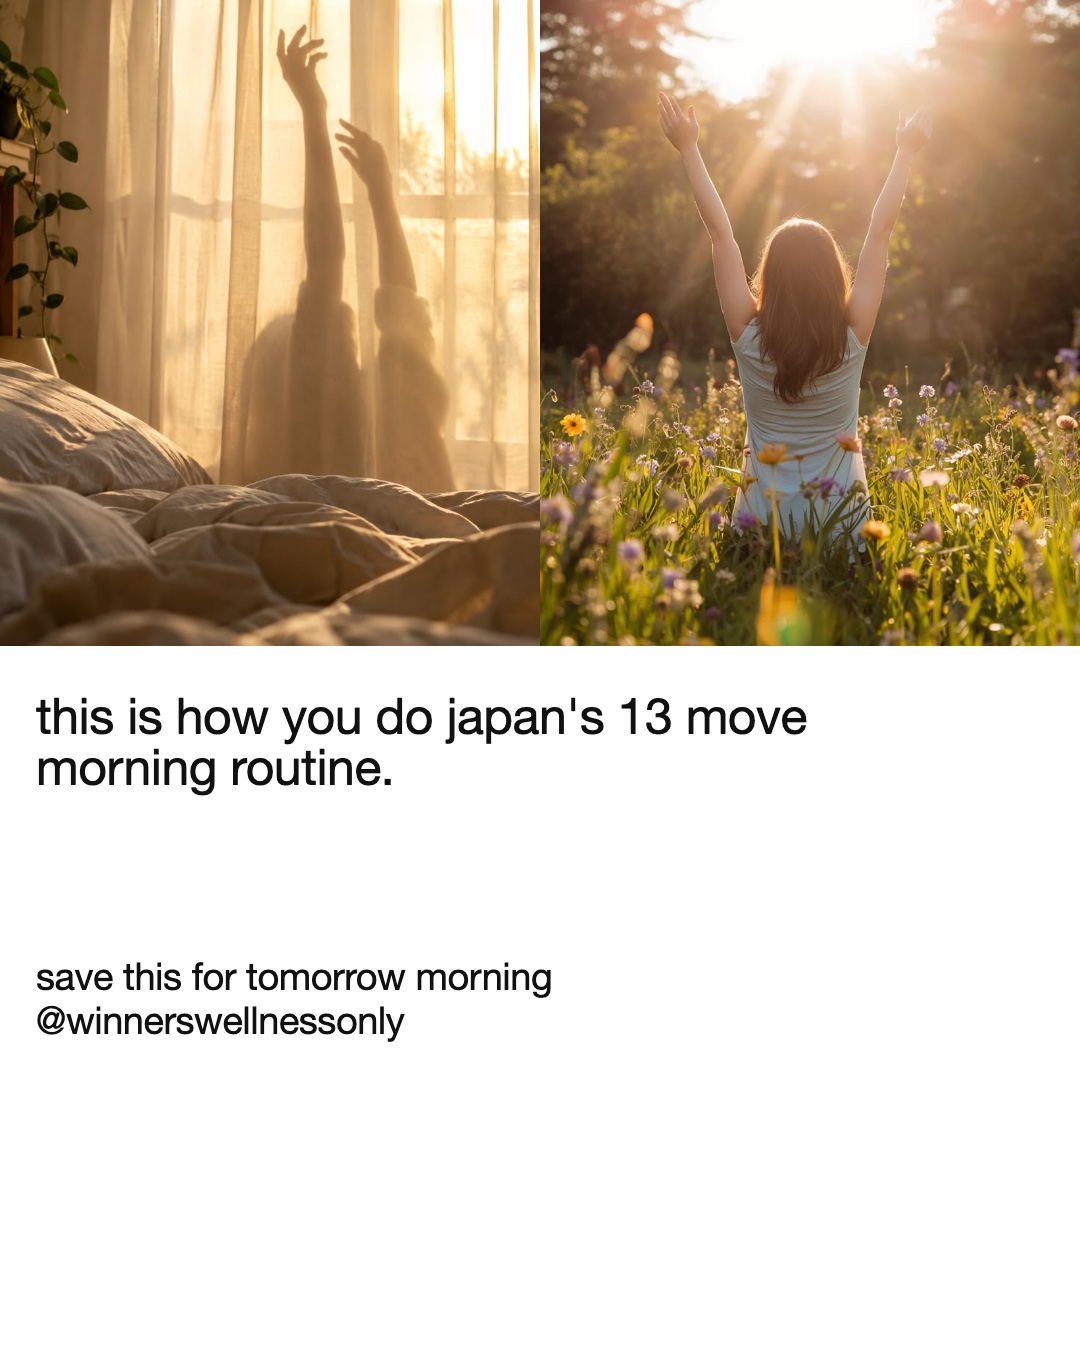 this is how you do japan's 13 move
morning routine.
save this for tomorrow morning
@winnerswellnessonly